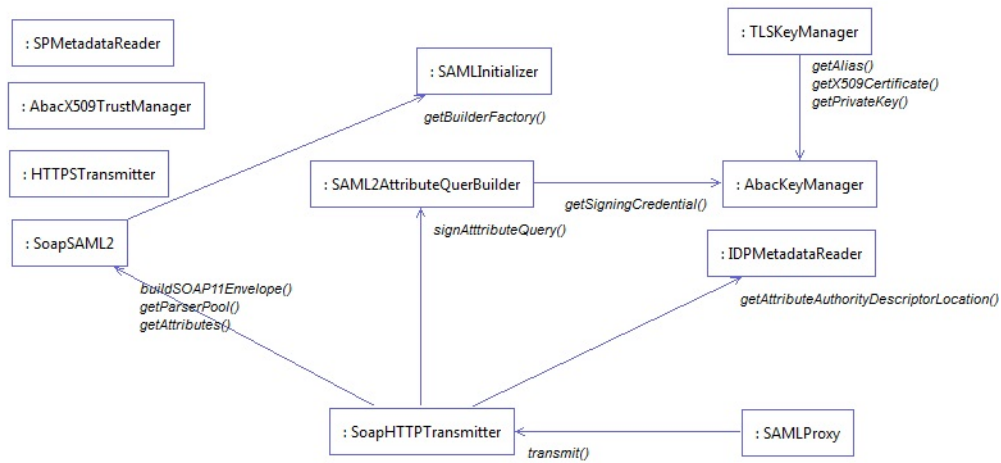 : SPMetadataReader
: TLSKeyManager
: SAMLInitializer
getAlias()
getX509Certificate()
getPrivateKey()
: AbacX509TrustManager
getBuilderFactory()
: HTTPSTransmitter
: SAML2AttributeQuerBuilder
: AbacKeyManager
getSigningCredential()
signAtttributeQuery()
: SoapSAML2
: IDPMetadataReader
buildSOAP11Envelope()
getParserPool()
getAttributes()
getAttributeAuthorityDescriptorLocation()
: SoapHTTPTransmitter
: SAMLProxy
transmit()